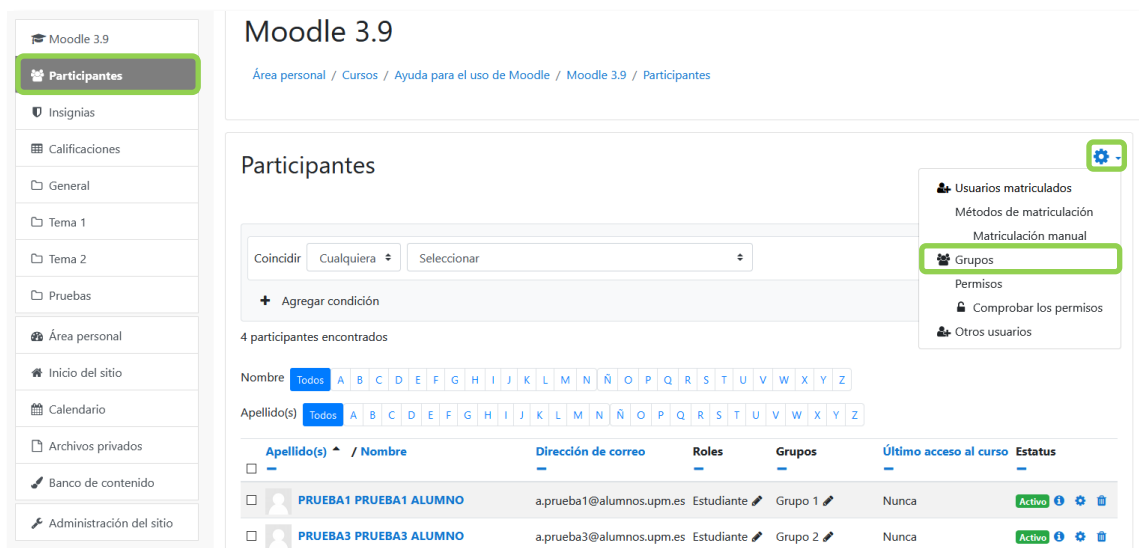 Moodle 3.9
Participantes
Insignias
Calificaciones
General
Tema 1
Tema 2
Pruebas
Área personal
Inicio del sitio
Calendario
Archivos privados
Banco de contenido
Administración del sitio
Moodle 3.9
Área personal / Cursos / Ayuda para el uso de Moodle / Moodle 3.9 / Participantes
Participantes
Usuarios matriculados
Métodos de matriculación
Matriculación manual
Grupos
Permisos
Comprobar los permisos
Otros usuarios
Coincidir Cualquiera Seleccionar
Agregar condición
4 participantes encontrados
Nombre Todos A B C D E F G H I J K L M N Ñ O P Q R S T U V W X Y Z
Apellido(s) Todos A B C D E F G H I J K L M N Ñ O P Q R S T U V W X Y Z
Apellido(s) / Nombre Dirección de correo Roles Grupos Último acceso al curso Estatus
PRUEBA1 PRUEBA1 ALUMNO a.prueba1@alumnos.upm.es Estudiante Grupo 1 Nunca Activo
PRUEBA3 PRUEBA3 ALUMNO a.prueba3@alumnos.upm.es Estudiante Grupo 2 Nunca Activo